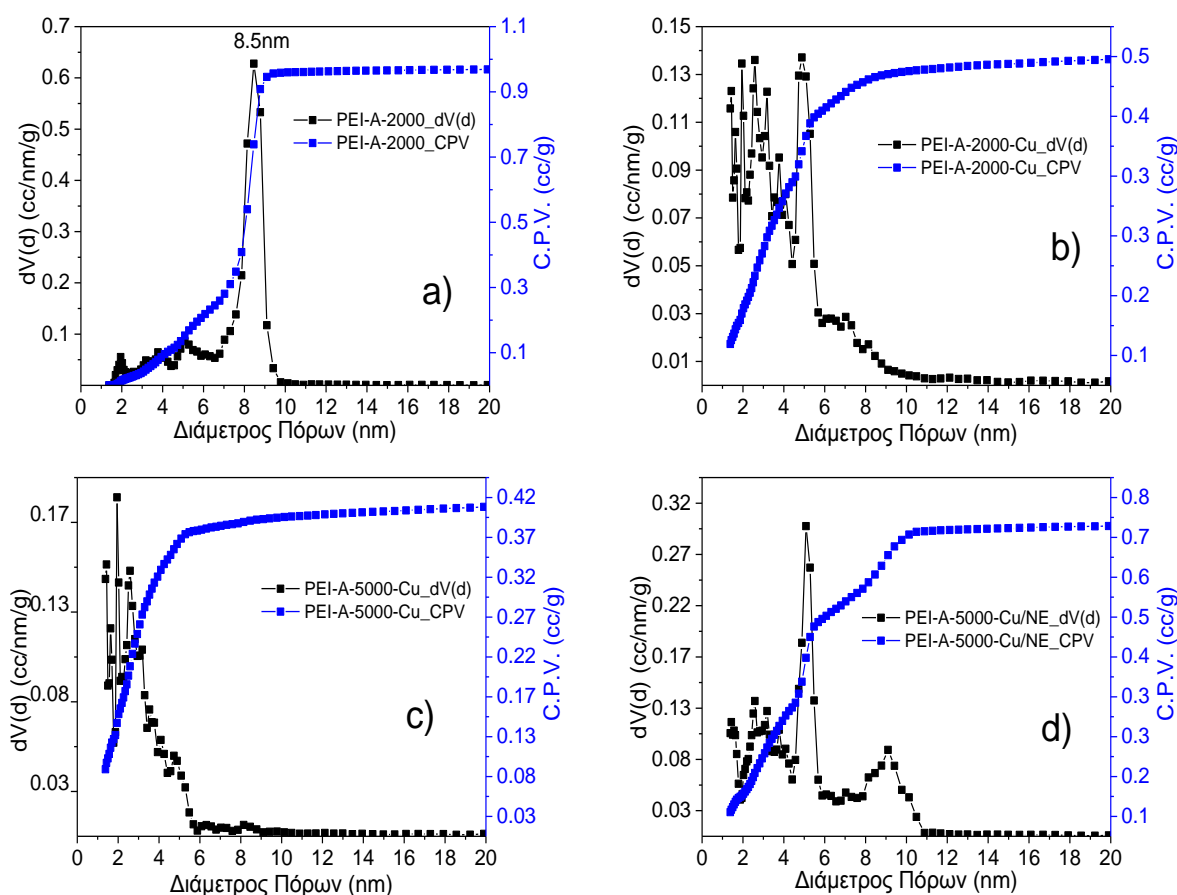 8.5nm
PEI-A-2000_dV(d)
PEI-A-2000_CPV
a)
dV(d) (cc/nm/g)
0.7
0.6
0.5
0.4
0.3
0.2
0.1
C.P.V. (cc/g)
1.1
0.9
0.7
0.5
0.3
0.1
0 2 4 6 8 10 12 14 16 18 20
Διάμετρος Πόρων (nm)
PEI-A-2000-Cu_dV(d)
PEI-A-2000-Cu_CPV
b)
dV(d) (cc/nm/g)
0.15
0.13
0.11
0.09
0.07
0.05
0.03
0.01
C.P.V. (cc/g)
0.5
0.4
0.3
0.3
0.2
0.1
0 2 4 6 8 10 12 14 16 18 20
Διάμετρος Πόρων (nm)
PEI-A-5000-Cu_dV(d)
PEI-A-5000-Cu_CPV
c)
dV(d) (cc/nm/g)
0.17
0.13
0.08
0.03
C.P.V. (cc/g)
0.42
0.37
0.32
0.27
0.22
0.17
0.13
0.08
0.03
0 2 4 6 8 10 12 14 16 18 20
Διάμετρος Πόρων (nm)
PEI-A-5000-Cu/NE_dV(d)
PEI-A-5000-Cu/NE_CPV
d)
dV(d) (cc/nm/g)
0.32
0.27
0.22
0.17
0.13
0.08
0.03
C.P.V. (cc/g)
0.8
0.7
0.6
0.5
0.4
0.3
0.3
0.2
0.1
0 2 4 6 8 10 12 14 16 18 20
Διάμετρος Πόρων (nm)